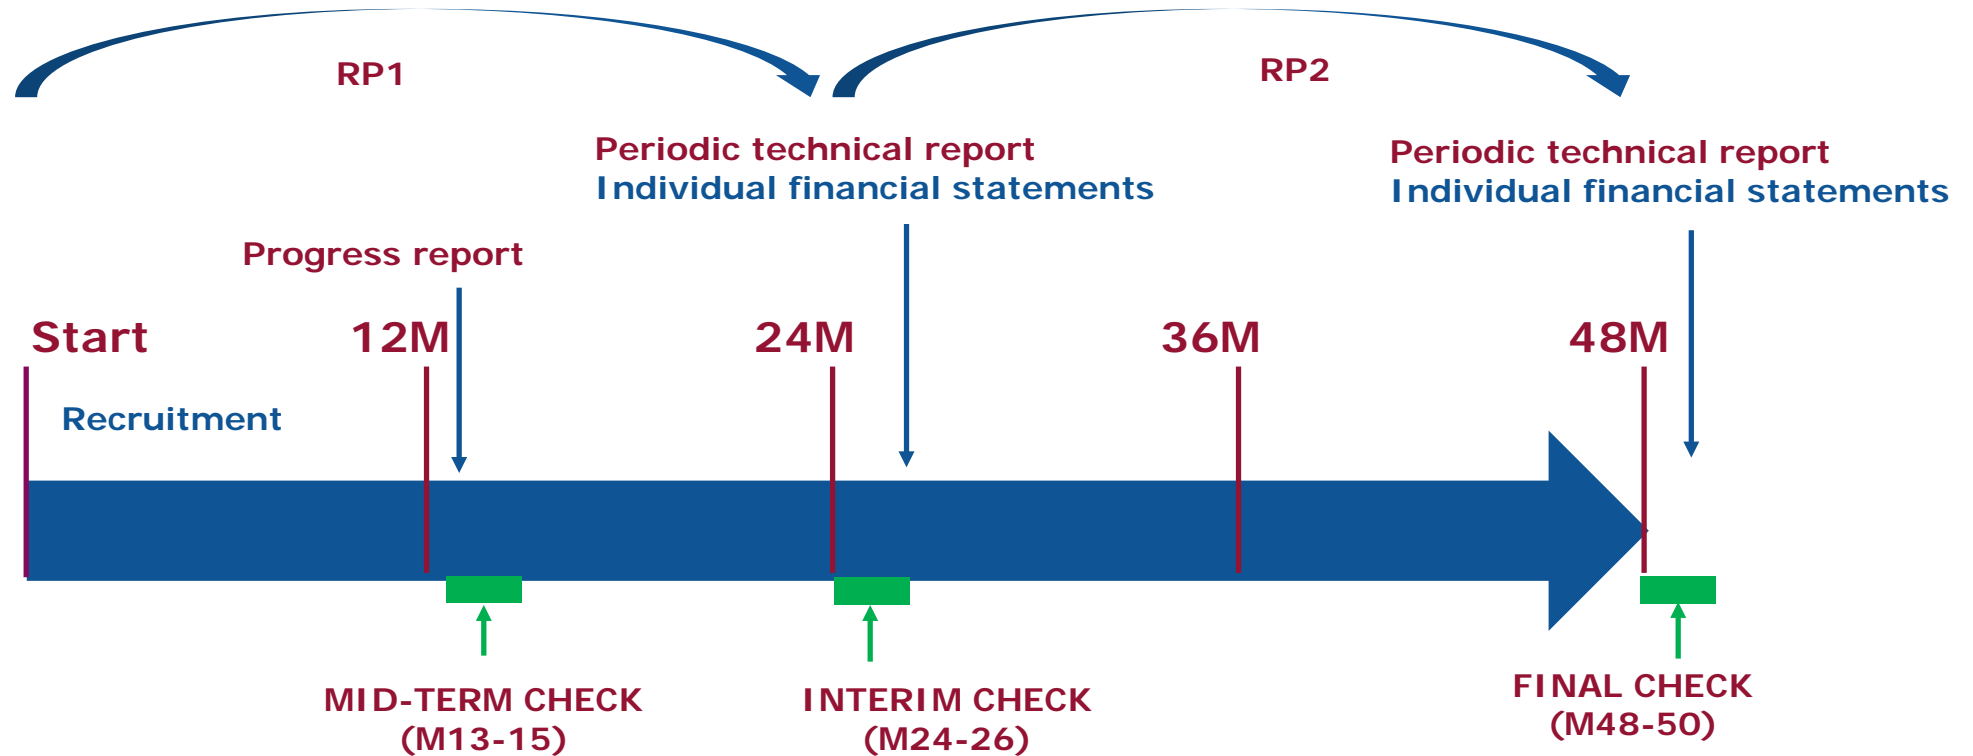 RP1
RP2
Periodic technical report
Individual financial statements
Periodic technical report
Individual financial statements
Progress report
Start
12M
24M
36M
48M
Recruitment
MID-TERM CHECK
(M13-15)
INTERIM CHECK
(M24-26)
FINAL CHECK
(M48-50)